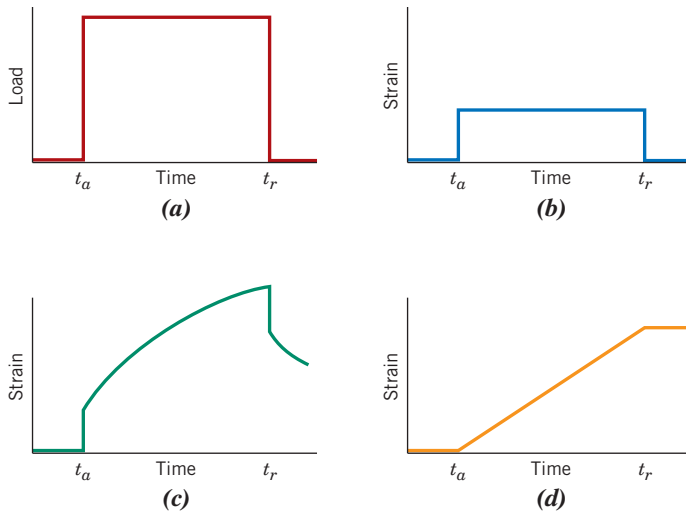 Load
t_a Time t_r
(a)
Strain
t_a Time t_r
(b)
Strain
t_a Time t_r
(c)
Strain
t_a Time t_r
(d)